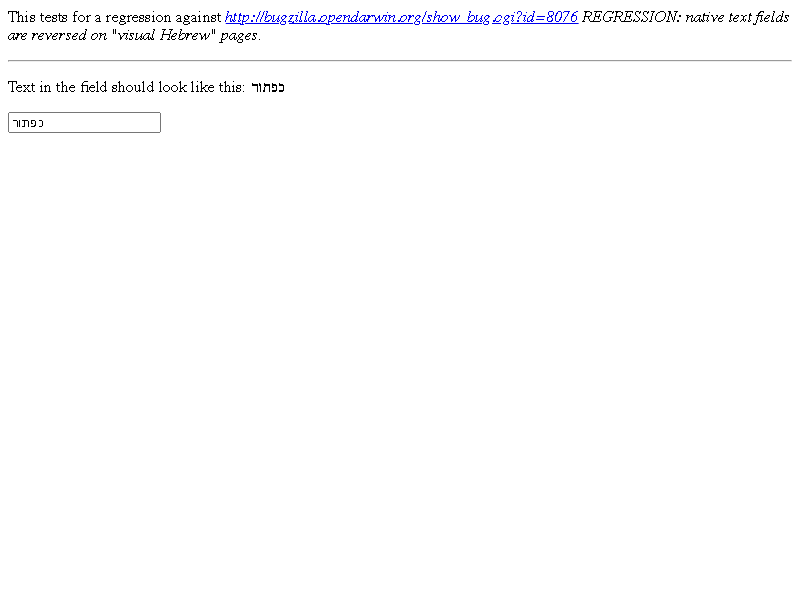 This tests for a regression against http://bugzilla.opendarwin.org/show_bug.cgi?id=8076 REGRESSION: native text fields
are reversed on "visual Hebrew" pages.
Text in the field should look like this: כפתור
כפתור